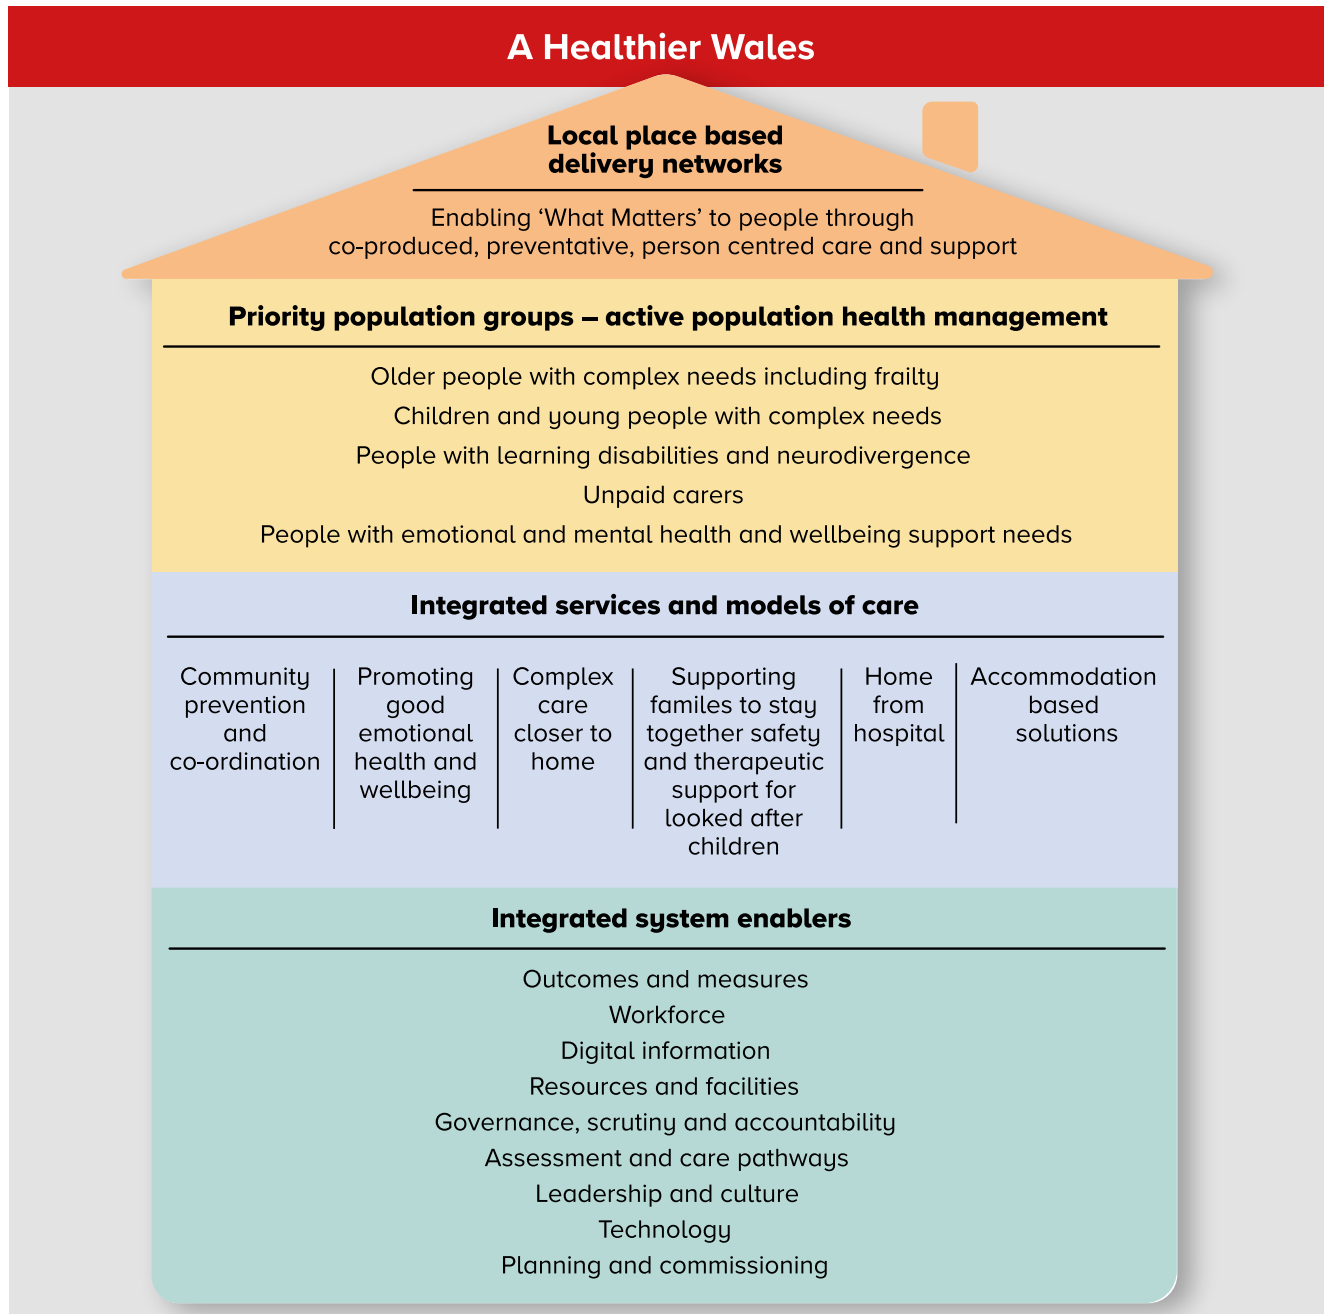 A Healthier Wales
Local place based
delivery networks
Enabling ‘What Matters’ to people through
co-produced, preventative, person centred care and support
Priority population groups – active population health management
Older people with complex needs including frailty
Children and young people with complex needs
People with learning disabilities and neurodivergence
Unpaid carers
People with emotional and mental health and wellbeing support needs
Integrated services and models of care
Community
prevention
and
co-ordination
Promoting
good
emotional
health and
wellbeing
Complex
care
closer to
home
Supporting
familes to stay
together safety
and therapeutic
support for
looked after
children
Home
from
hospital
Accommodation
based
solutions
Integrated system enablers
Outcomes and measures
Workforce
Digital information
Resources and facilities
Governance, scrutiny and accountability
Assessment and care pathways
Leadership and culture
Technology
Planning and commissioning